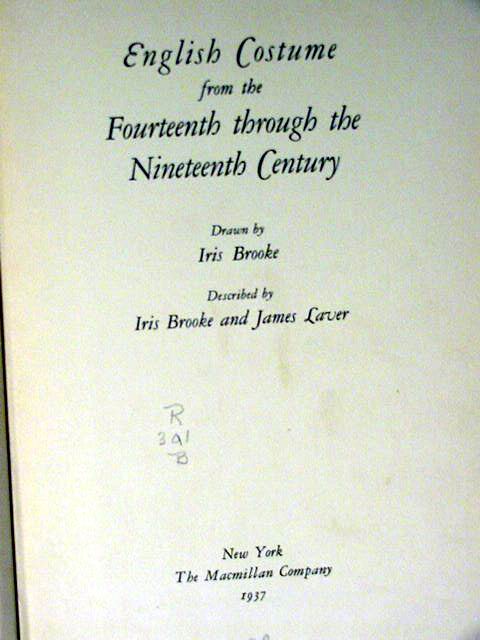 English Costume
from the
Fourteenth through the
Nineteenth Century
Drawn by
Iris Brooke
Described by
Iris Brooke and James Laver
R
391
B
New York
The Macmillan Company
1937